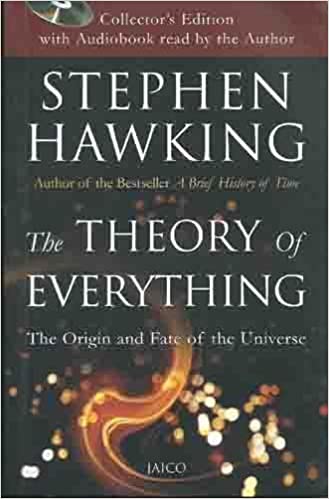 Collector's Edition
with Audiobook read by the Author
STEPHEN
HAWKING
Author of the Bestseller A Brief History of Time
The THEORY Of
EVERYTHING
The Origin and Fate of the Universe
JAICO